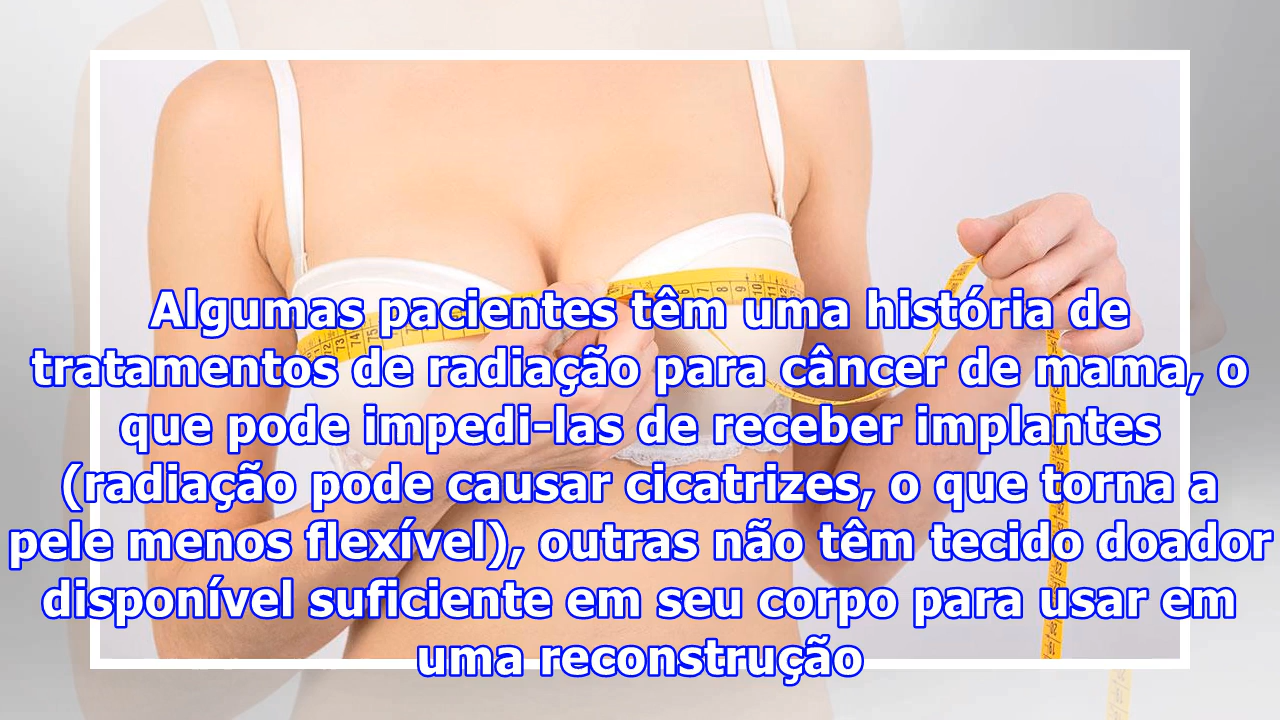 Algumas pacientes têm uma história de
tratamentos de radiação para câncer de mama, o
que pode impedi-las de receber implantes
(radiação pode causar cicatrizes, o que torna a
pele menos flexível), outras não têm tecido doador
disponível suficiente em seu corpo para usar em
uma reconstrução